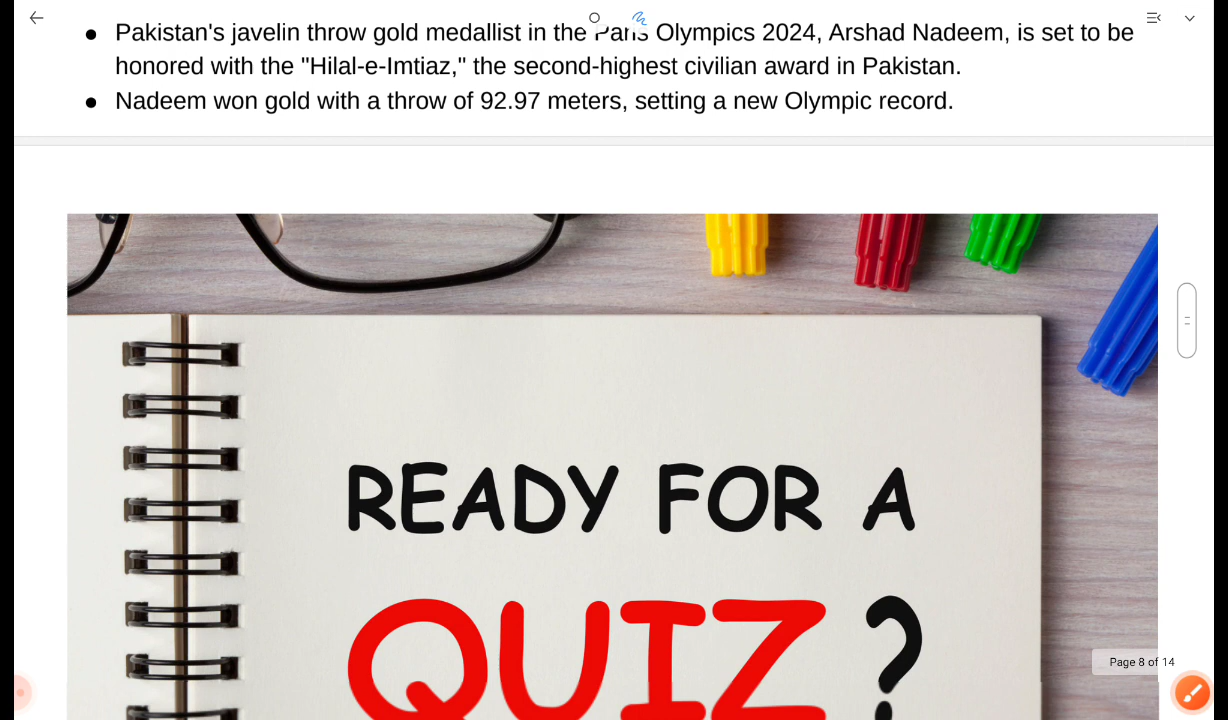 ● Pakistan's javelin throw gold medallist in the Paris Olympics 2024, Arshad Nadeem, is set to be
honored with the "Hilal-e-Imtiaz," the second-highest civilian award in Pakistan.
● Nadeem won gold with a throw of 92.97 meters, setting a new Olympic record.
READY FOR A
QUIZ?
Page 8 of 14